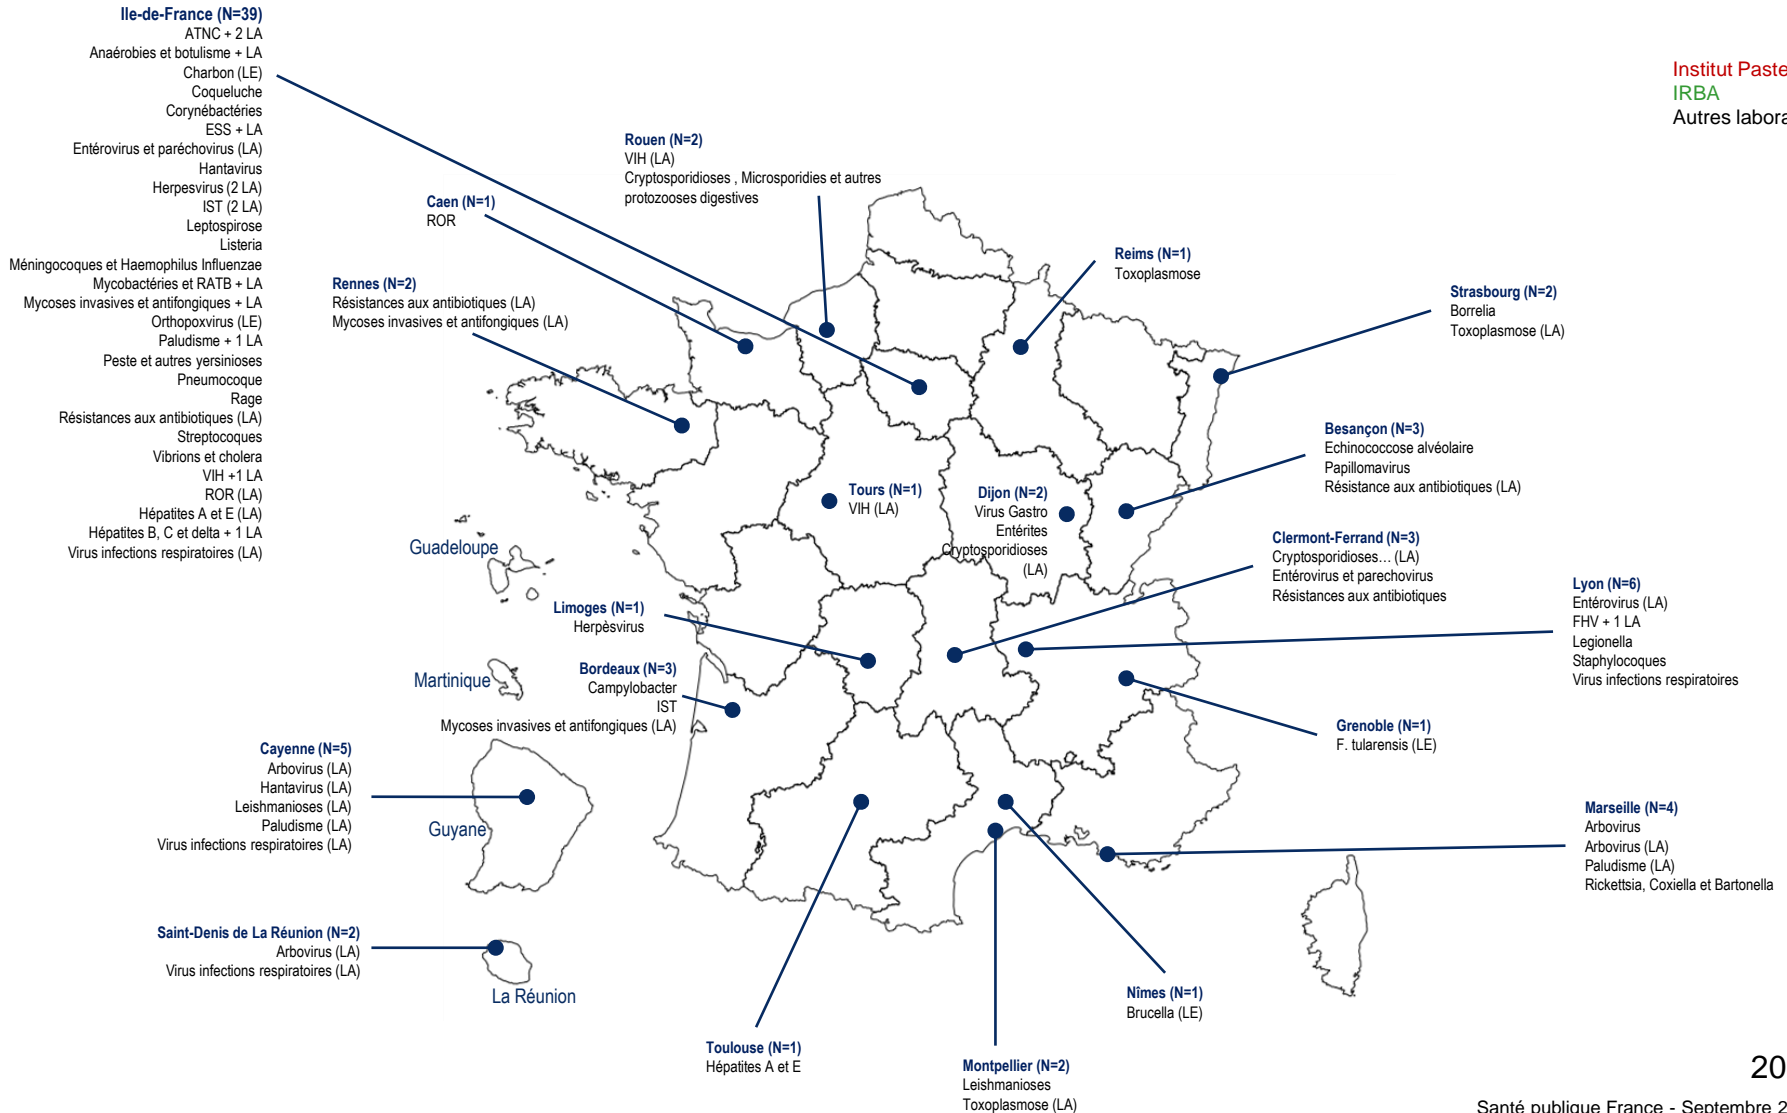 Ile-de-France (N=39)
ATNC + 2 LA
Anaérobies et botulisme + LA
Charbon (LE)
Coqueluche
Corynébactéries
ESS + LA
Entérovirus et paréchovirus (LA)
Hantavirus
Herpesvirus (2 LA)
IST (2 LA)
Leptospirose
Listeria
Méningocoques et Haemophilus Influenzae
Mycobactéries et RATB + LA
Mycoses invasives et antifongiques + LA
Orthopoxvirus (LE)
Paludisme + 1 LA
Peste et autres yersinioses
Pneumocoque
Rage
Résistances aux antibiotiques (LA)
Streptocoques
Vibrions et cholera
VIH +1 LA
ROR (LA)
Hépatites A et E (LA)
Hépatites B, C et delta + 1 LA
Virus infections respiratoires (LA)
Institut Paste
IRBA
Autres labora
Rouen (N=2)
VIH (LA)
Cryptosporidioses , Microsporidies et autres
protozooses digestives
Caen (N=1)
ROR
Rennes (N=2)
Résistances aux antibiotiques (LA)
Mycoses invasives et antifongiques (LA)
Reims (N=1)
Toxoplasmose
Strasbourg (N=2)
Borrelia
Toxoplasmose (LA)
Besançon (N=3)
Echinococcose alvéolaire
Papillomavirus
Résistance aux antibiotiques (LA)
Tours (N=1)
VIH (LA)
Dijon (N=2)
Virus Gastro
Entérites
Cryptosporidioses
(LA)
Clermont-Ferrand (N=3)
Cryptosporidioses… (LA)
Entérovirus et parechovirus
Résistances aux antibiotiques
Lyon (N=6)
Entérovirus (LA)
FHV + 1 LA
Legionella
Staphylocoques
Virus infections respiratoires
Guadeloupe
Limoges (N=1)
Herpèsvirus
Martinique
Bordeaux (N=3)
Campylobacter
IST
Mycoses invasives et antifongiques (LA)
Grenoble (N=1)
F. tularensis (LE)
Cayenne (N=5)
Arbovirus (LA)
Hantavirus (LA)
Leishmanioses (LA)
Paludisme (LA)
Virus infections respiratoires (LA)
Guyane
Marseille (N=4)
Arbovirus
Arbovirus (LA)
Paludisme (LA)
Rickettsia, Coxiella et Bartonella
Saint-Denis de La Réunion (N=2)
Arbovirus (LA)
Virus infections respiratoires (LA)
La Réunion
Nîmes (N=1)
Brucella (LE)
Toulouse (N=1)
Hépatites A et E
Montpellier (N=2)
Leishmanioses
Toxoplasmose (LA)
20
Santé publique France - Septembre 2